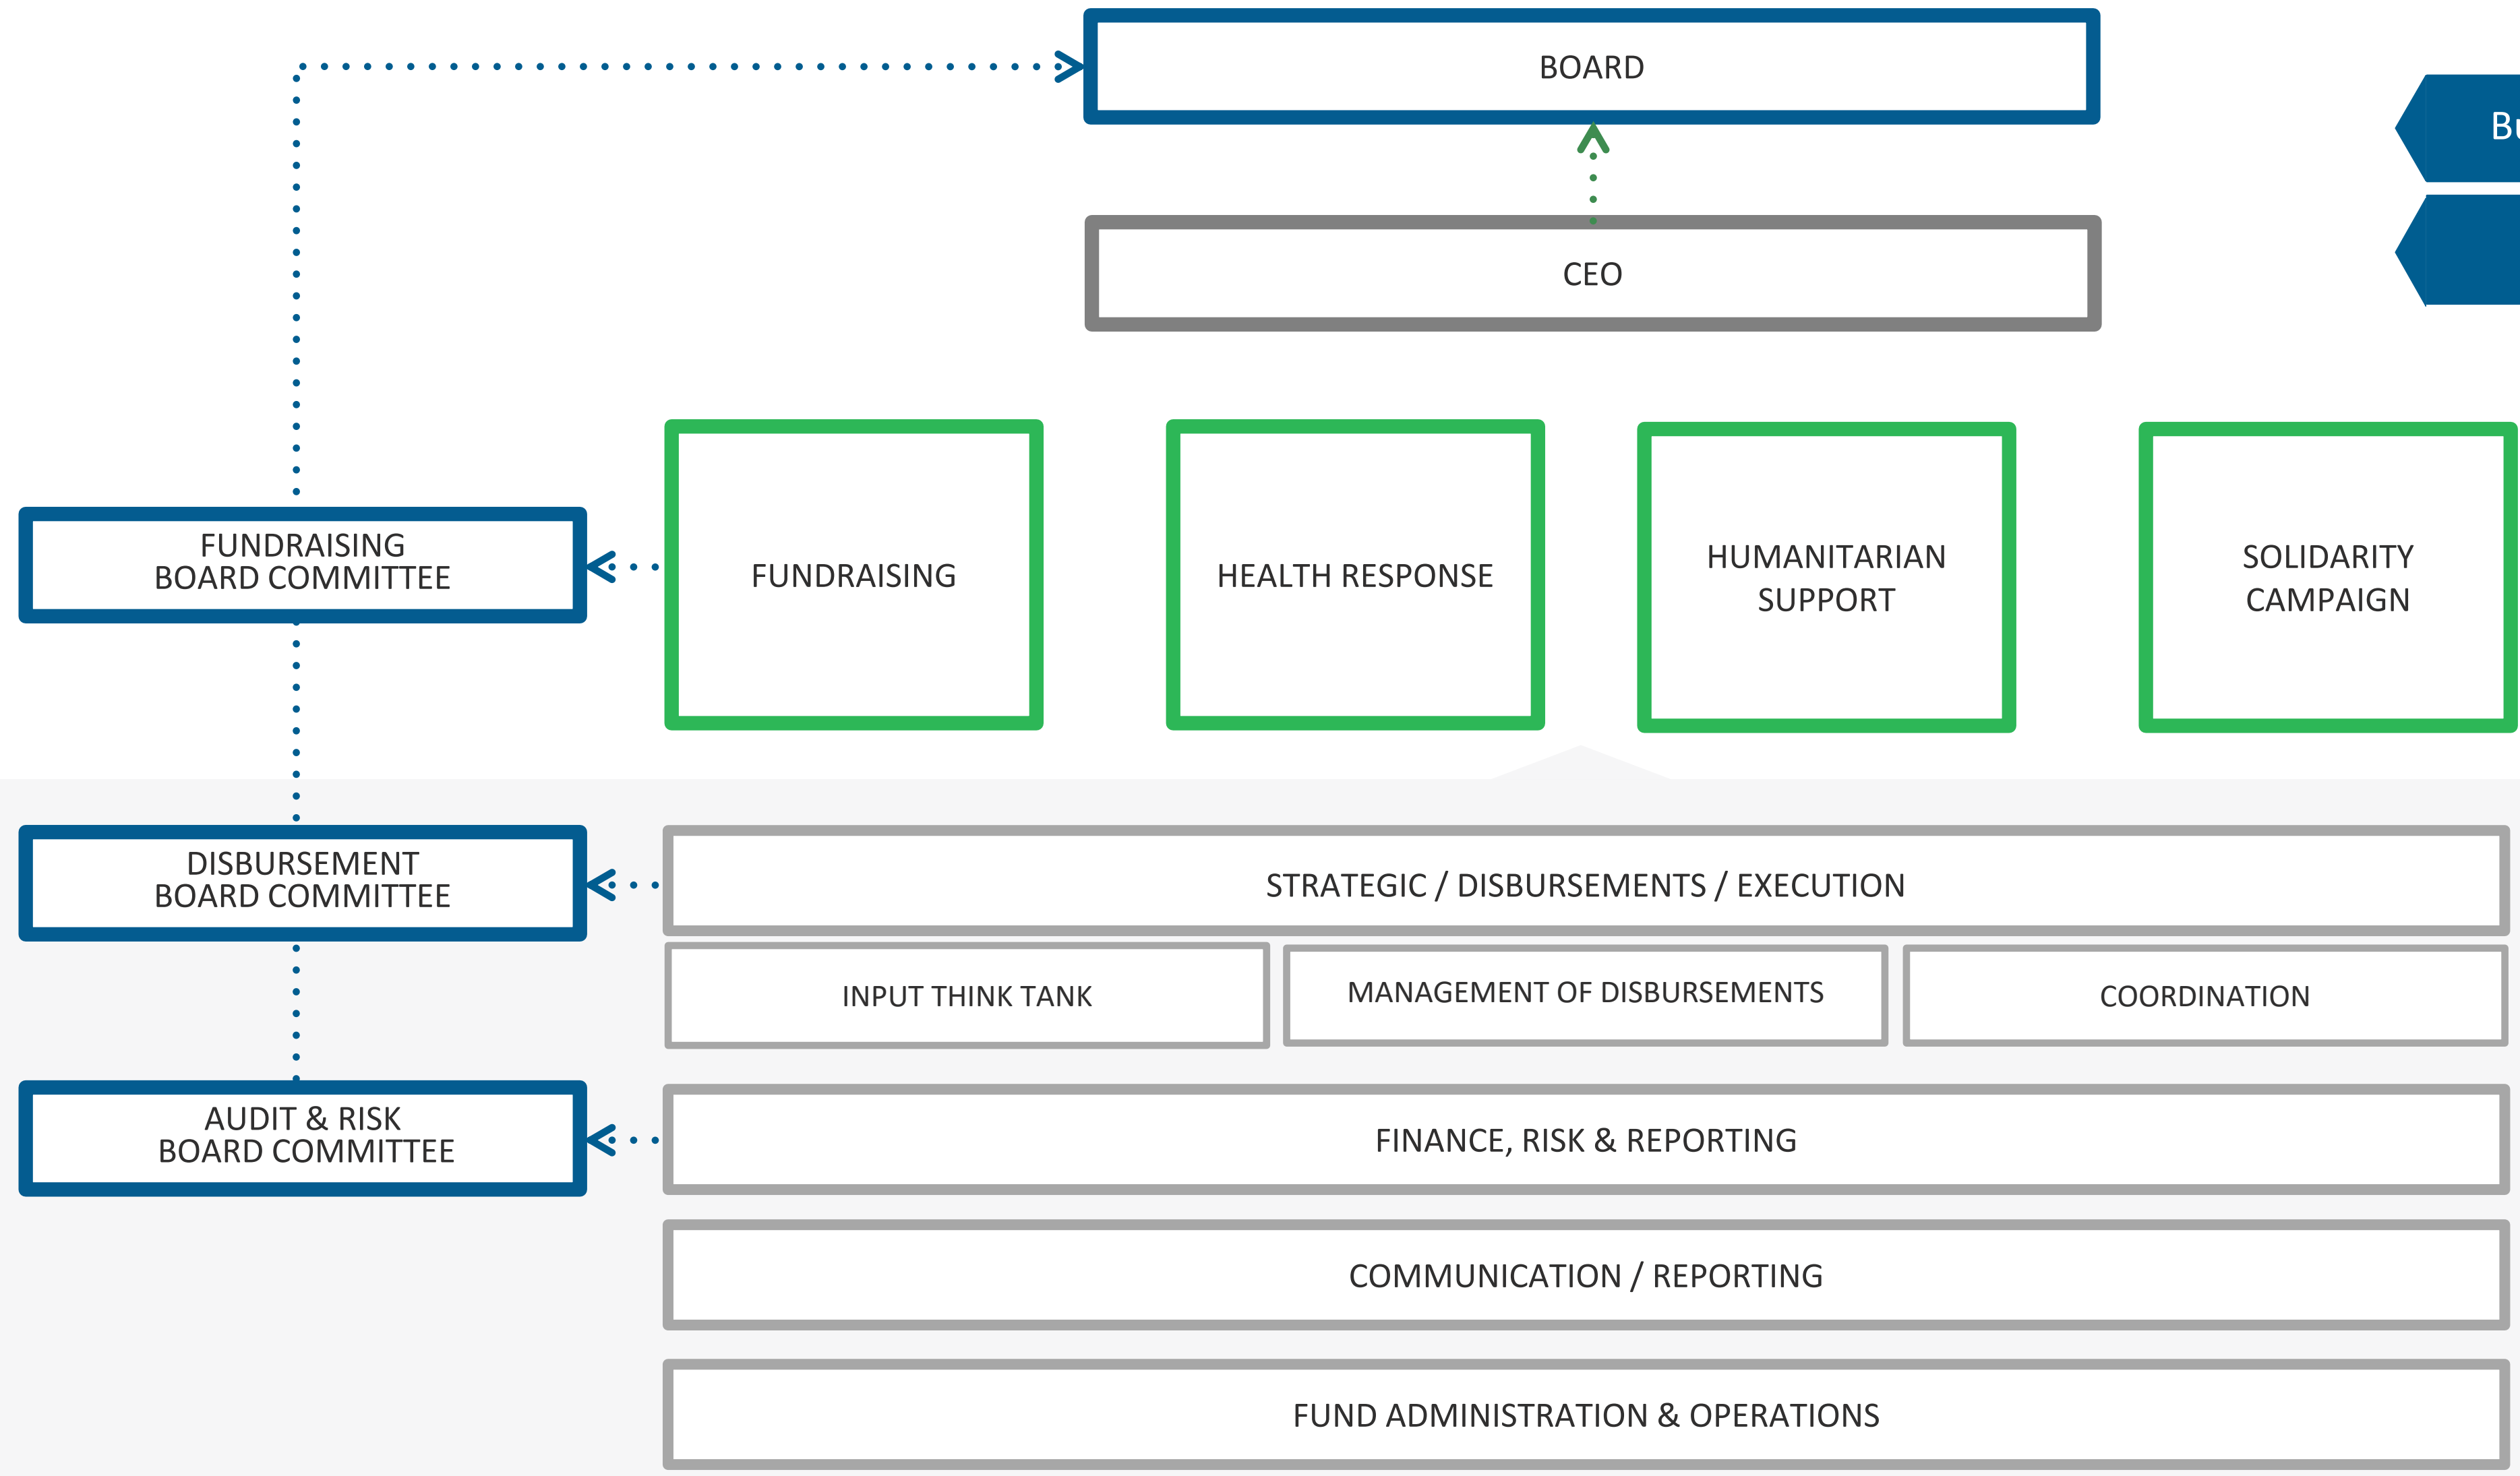 BOARD
CEO
FUNDRAISING
BOARD COMMITTEE
FUNDRAISING
HEALTH RESPONSE
HUMANITARIAN
SUPPORT
SOLIDARITY
CAMPAIGN
DISBURSEMENT
BOARD COMMITTEE
STRATEGIC / DISBURSEMENTS / EXECUTION
INPUT THINK TANK
MANAGEMENT OF DISBURSEMENTS
COORDINATION
AUDIT & RISK
BOARD COMMITTEE
FINANCE, RISK & REPORTING
COMMUNICATION / REPORTING
FUND ADMINISTRATION & OPERATIONS